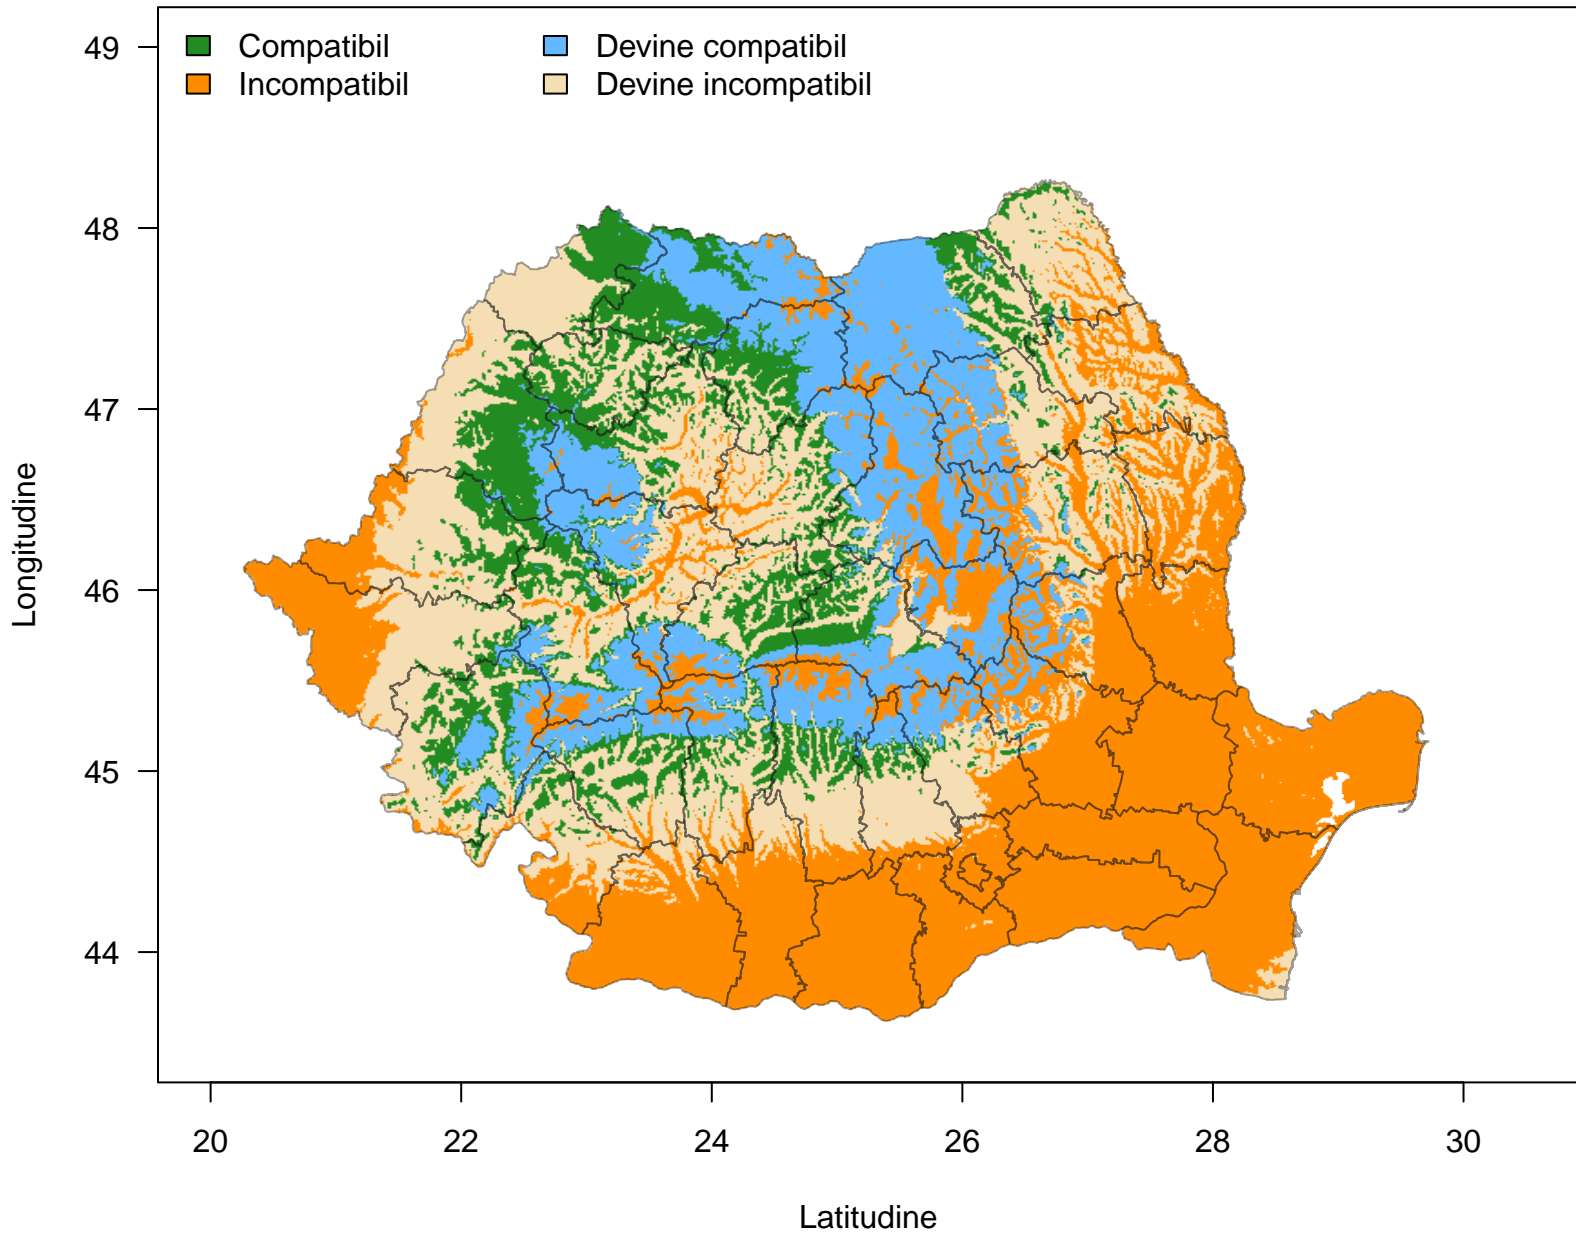 Compatibil
Incompatibil
Devine compatibil
Devine incompatibil
49
48
47
46
45
44
Longitudine
20 22 24 26 28 30
Latitudine